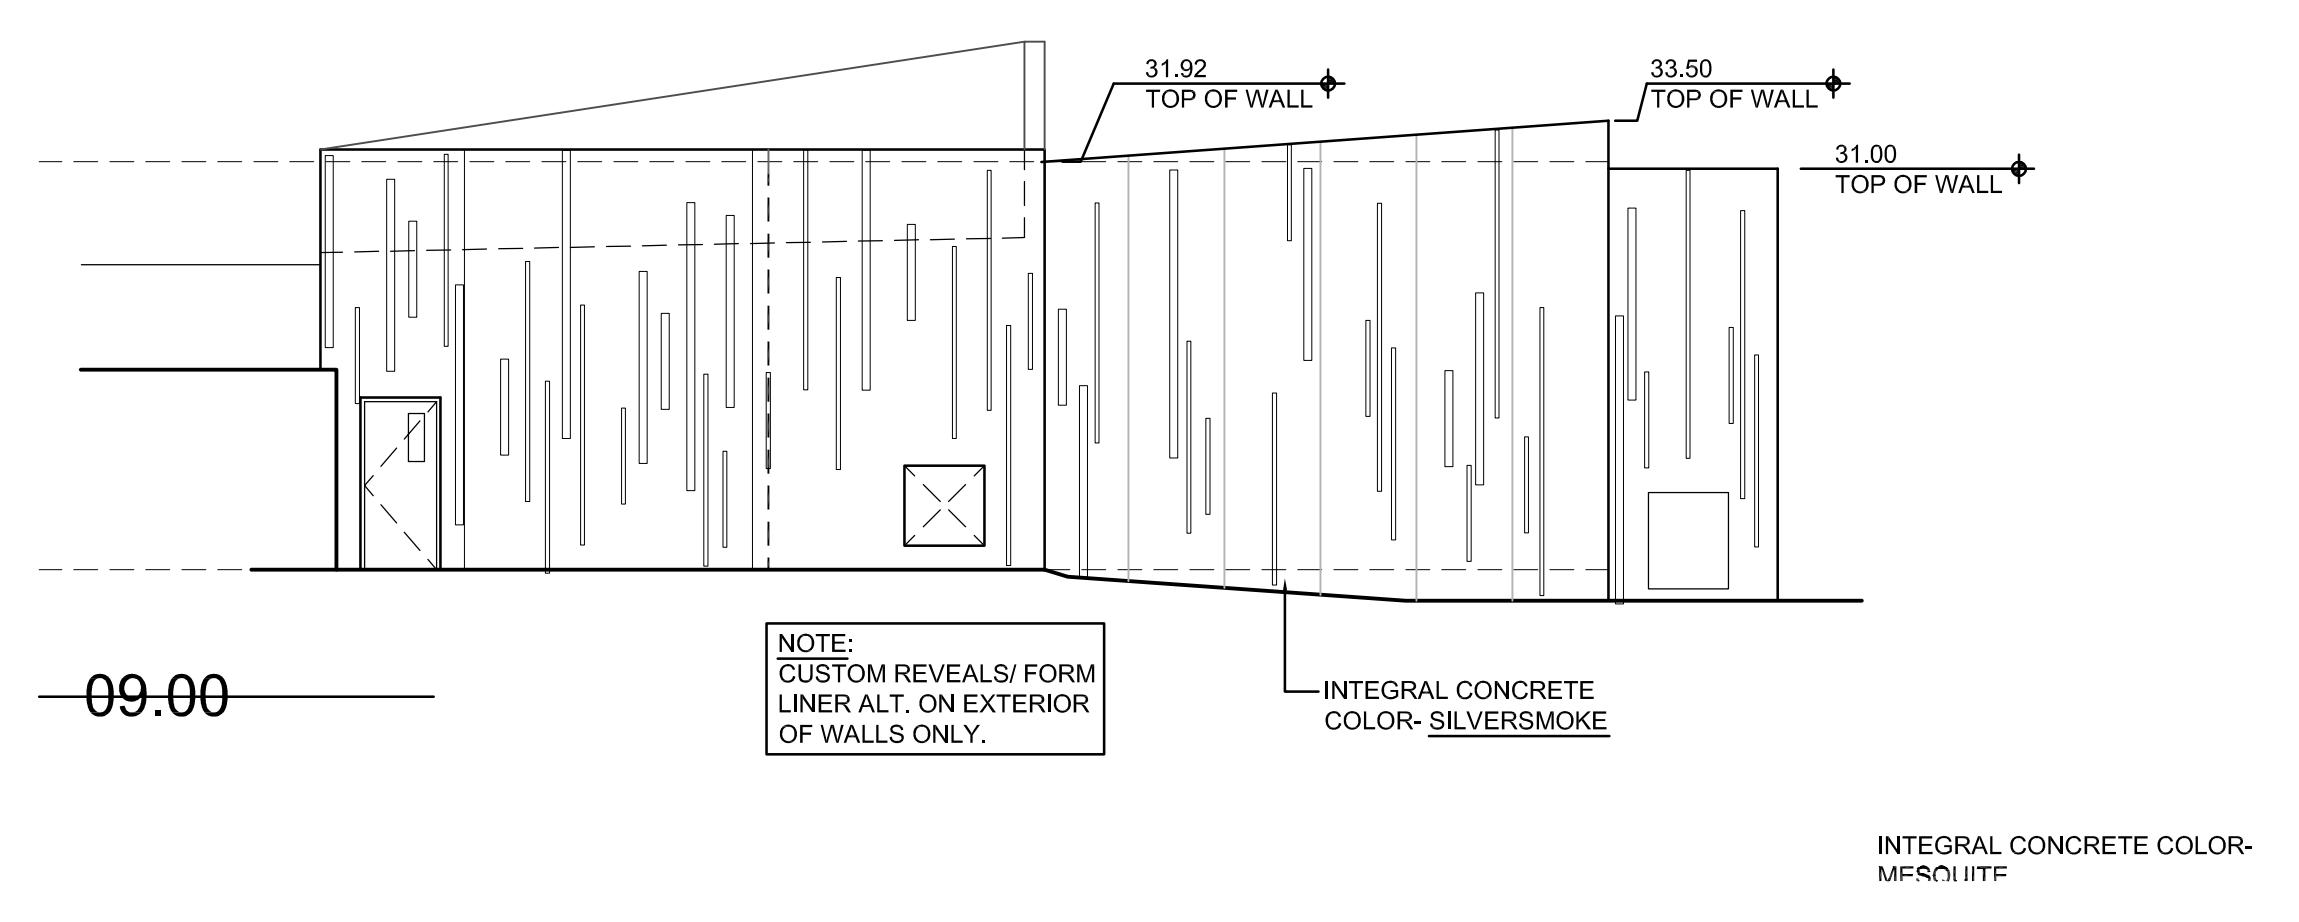 31.92
TOP OF WALL
33.50
TOP OF WALL
31.00
TOP OF WALL
09.00
NOTE:
CUSTOM REVEALS/ FORM
LINER ALT. ON EXTERIOR
OF WALLS ONLY.
INTEGRAL CONCRETE
COLOR- SILVERSMOKE
INTEGRAL CONCRETE COLOR-
MESQUITE